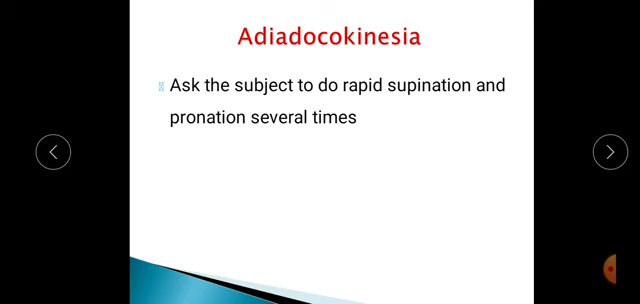 Adiadocokinesia
Ask the subject to do rapid supination and
pronation several times